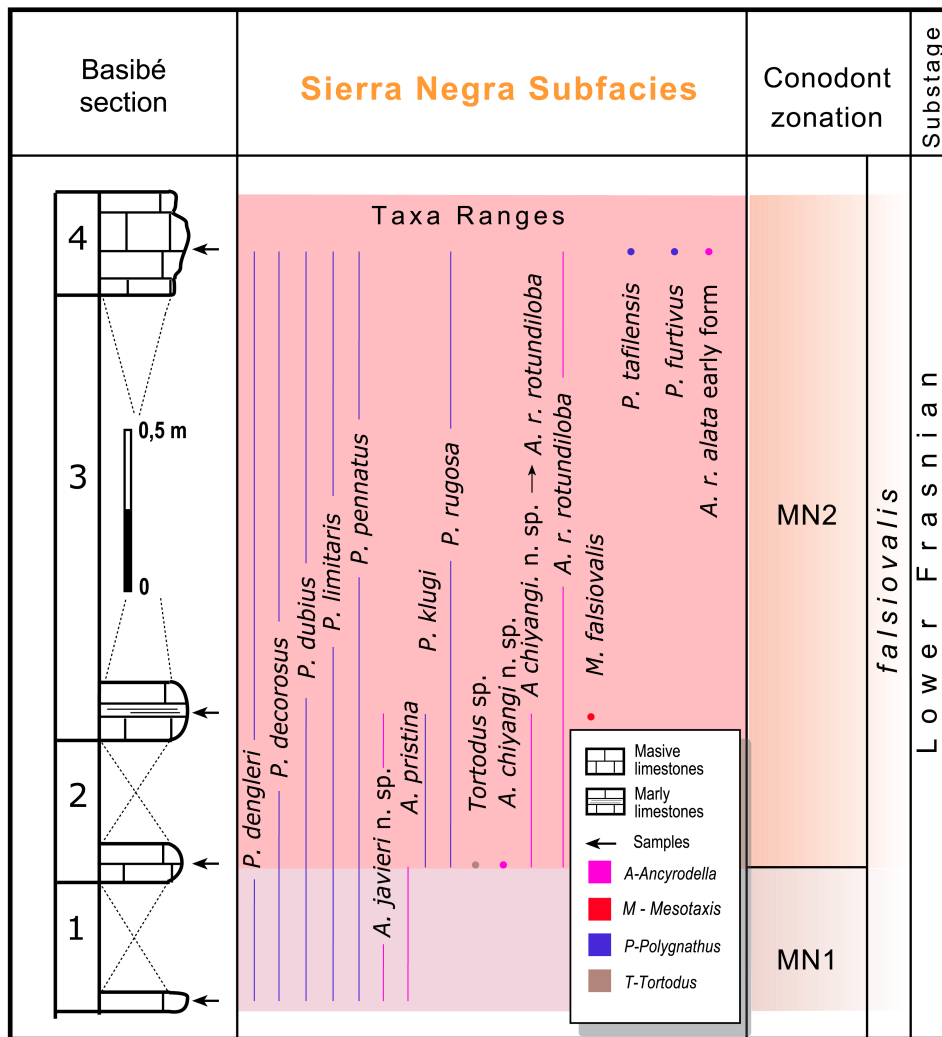 Basibé
section
Sierra Negra Subfacies
Conodont
zonation
Substage
Taxa Ranges
4
3
2
1
0,5 m
0
P. dengleri
P. decorosus
P. dubius
P. limitaris
P. pennatus
A. javieri n. sp.
A. pristina
P. klugi
P. rugosa
Tortodus sp.
A. chiyangi n. sp.
A chiyangi. n. sp. → A. r. rotundiloba
A. r. rotundiloba
M. falsiovalis
P. tafilensis
P. furtivus
A. r. alata early form
MN2
MN1
falsiovalis
Lower Frasnian
Masive
limestones
Marly
limestones
Samples
A-Ancyrodella
M - Mesotaxis
P-Polygnathus
T-Tortodus